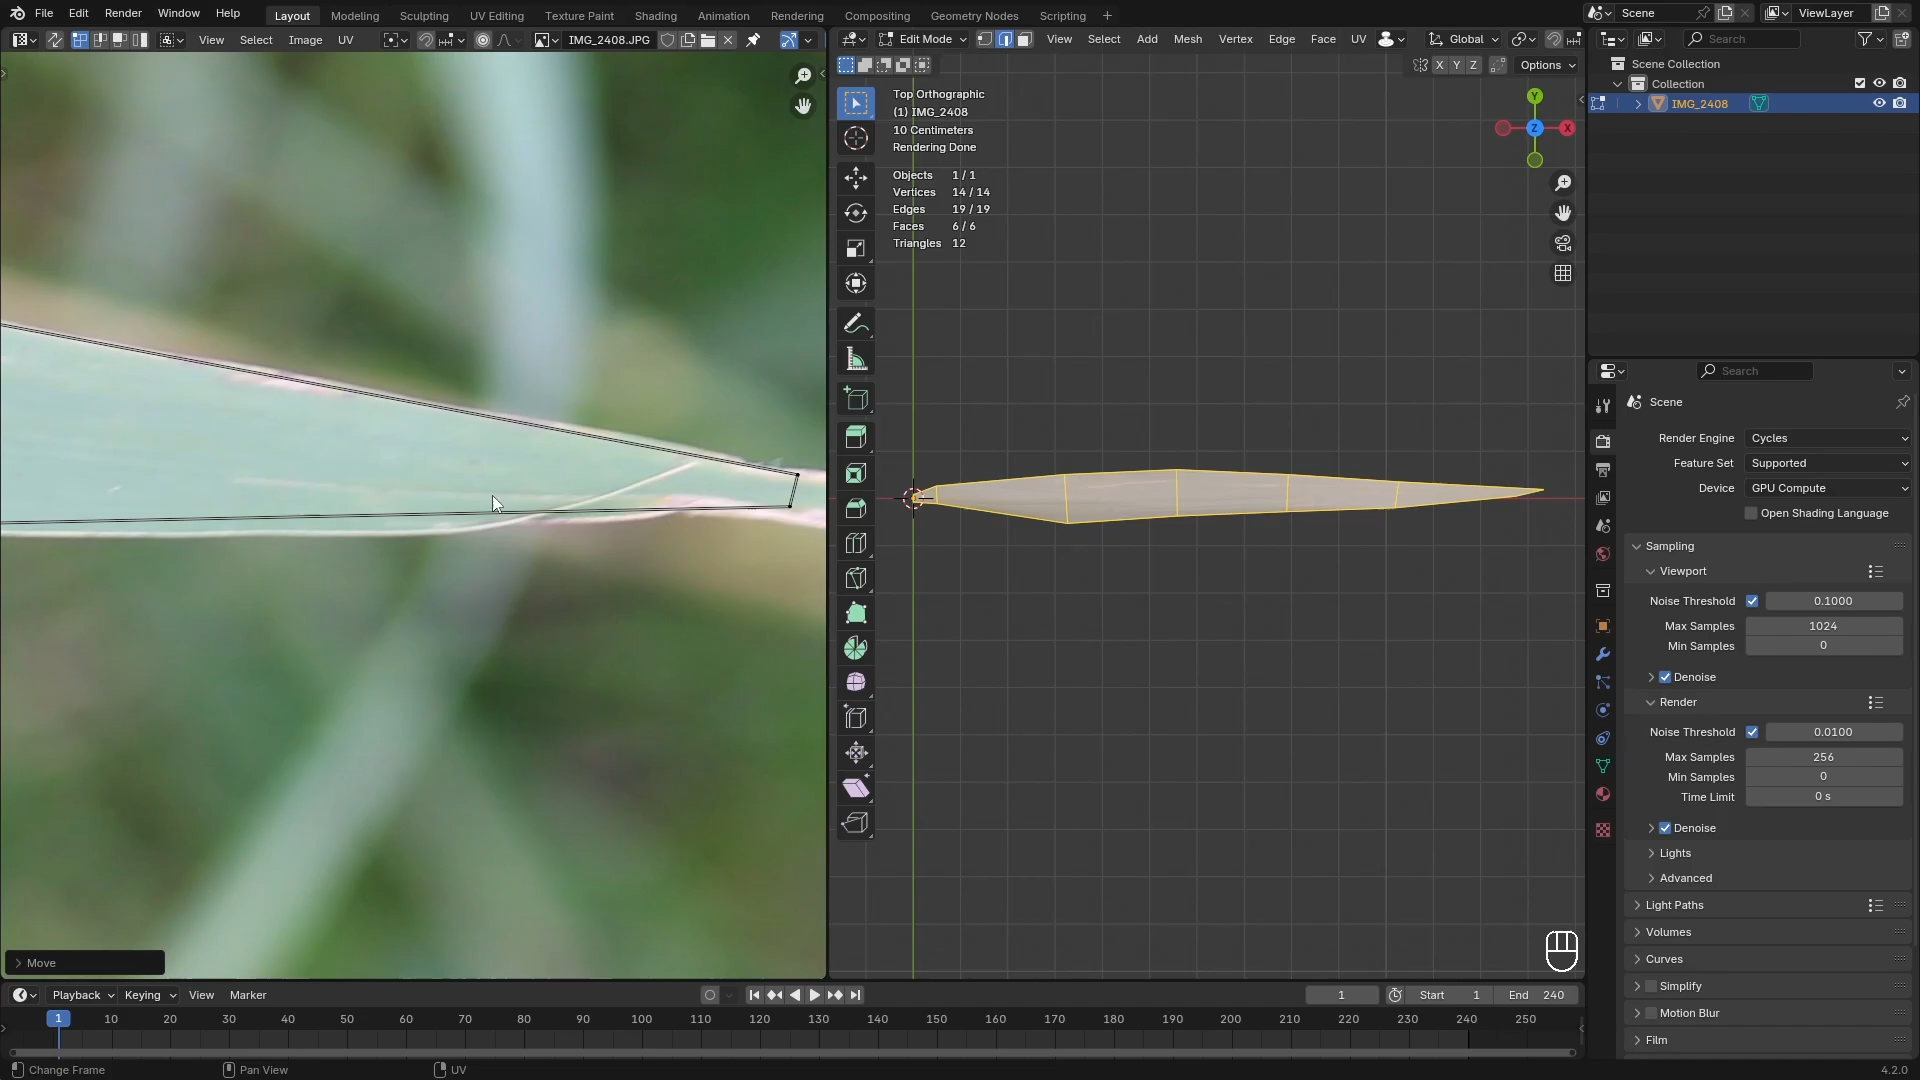 File Edit Render Window Help Layout Modeling Sculpting UV Editing Texture Paint Shading Animation Rendering Compositing Geometry Nodes Scripting + Scene ViewLayer
View Select Image UV IMG_2408.JPG Edit Mode View Select Add Mesh Vertex Edge Face UV Global Search
X Y Z Options
Scene Collection
Collection
IMG_2408
Top Orthographic
(1) IMG_2408
10 Centimeters
Rendering Done
Objects 1 / 1
Vertices 14 / 14
Edges 19 / 19
Faces 6 / 6
Triangles 12
Y
Z X
Search
Scene
Render Engine Cycles
Feature Set Supported
Device GPU Compute
Open Shading Language
Sampling
Viewport
Noise Threshold 0.1000
Max Samples 1024
Min Samples 0
Denoise
Render
Noise Threshold 0.0100
Max Samples 256
Min Samples 0
Time Limit 0 s
Denoise
Lights
Advanced
Light Paths
Volumes
Curves
Simplify
Motion Blur
Film
Move
Playback Keying View Marker 1 Start 1 End 240
1 10 20 30 40 50 60 70 80 90 100 110 120 130 140 150 160 170 180 190 200 210 220 230 240 250
Change Frame Pan View UV 4.2.0